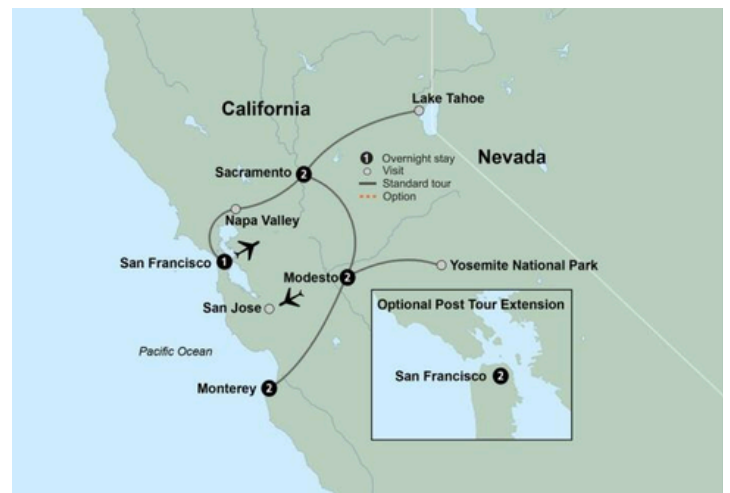 Lake Tahoe
California
1 Overnight stay
Visit
Standard tour
Option
Nevada
Sacramento 2
Napa Valley
San Francisco 1
Modesto 2
Yosemite National Park
San Jose
Optional Post Tour Extension
Pacific Ocean
San Francisco 2
Monterey 2